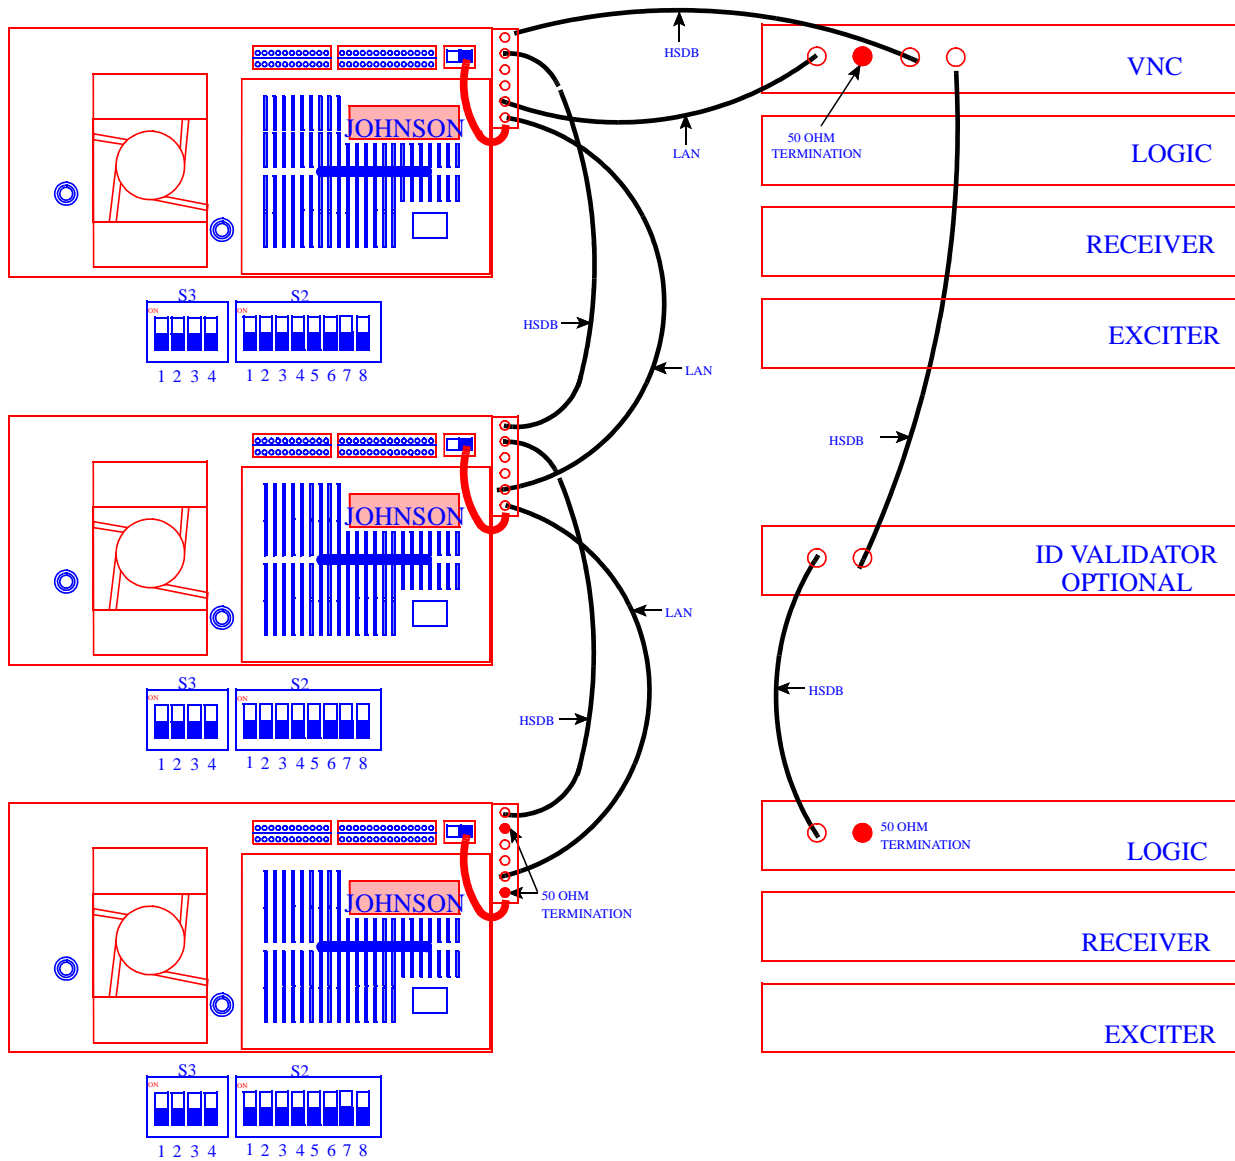 HSDB
VNC
JOHNSON
50 OHM
TERMINATION
LAN
LOGIC
RECEIVER
S3
S2
ON
ON
HSDB
EXCITER
1 2 3 4
1 2 3 4 5 6 7 8
LAN
HSDB
JOHNSON
ID VALIDATOR
OPTIONAL
LAN
S3
S2
ON
ON
HSDB
HSDB
1 2 3 4
1 2 3 4 5 6 7 8
50 OHM
TERMINATION
LOGIC
JOHNSON
50 OHM
TERMINATION
RECEIVER
EXCITER
S3
S2
ON
ON
1 2 3 4
1 2 3 4 5 6 7 8